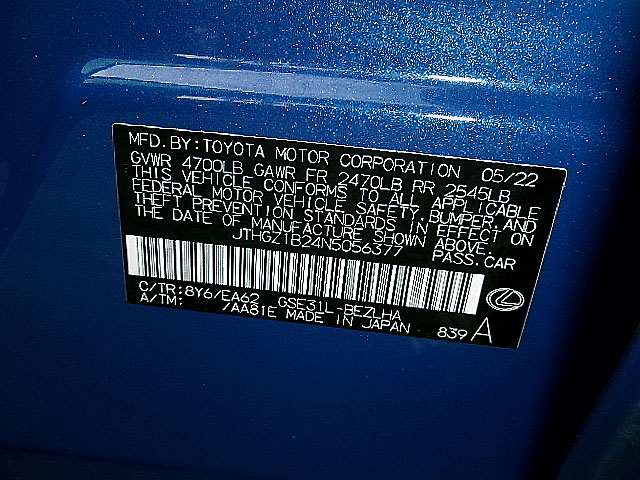 MFD. BY: TOYOTA MOTOR CORPORATION 05/22
GVWR 4700LB GAWR FR 2470LB RR 2545LB
THIS VEHICLE CONFORMS TO ALL APPLICABLE
FEDERAL MOTOR VEHICLE SAFETY, BUMPER, AND
THEFT PREVENTION STANDARDS IN EFFECT ON
THE DATE OF MANUFACTURE SHOWN ABOVE.
JTHGZ1B24N5056377 PASS. CAR
C/TR: 8Y6/EA62 GSE31L-BEZLHA
A/TM: /AA81E MADE IN JAPAN 839 A